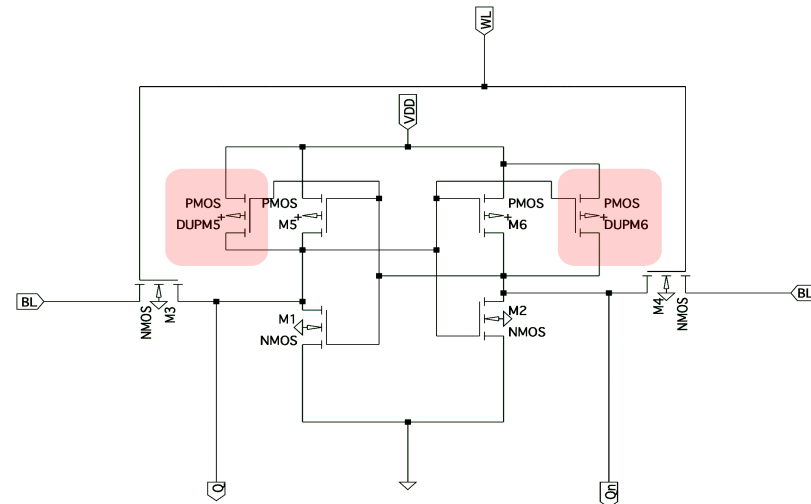 WL
VDD
PMOS
DUPM5
PMOS
M5
PMOS
M6
PMOS
DUPM6
BL
NMOS
M3
M1
NMOS
M2
NMOS
M4
NMOS
BL
Q
Qn